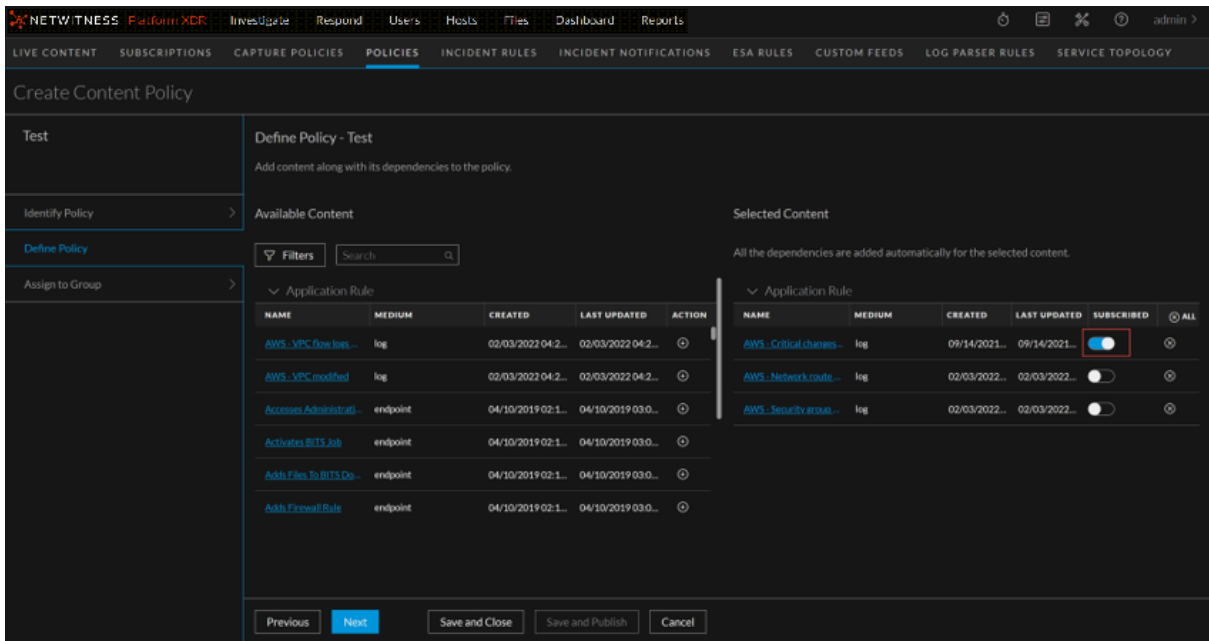 NETWITNESS Platform XDR Investigate Respond Users Hosts Files Dashboard Reports admin >
LIVE CONTENT SUBSCRIPTIONS CAPTURE POLICIES POLICIES INCIDENT RULES INCIDENT NOTIFICATIONS ESA RULES CUSTOM FEEDS LOG PARSER RULES SERVICE TOPOLOGY
Create Content Policy
Test
Identify Policy
Define Policy
Assign to Group
Define Policy - Test
Add content along with its dependencies to the policy.
Available Content
Filters Search
Application Rule
NAME MEDIUM CREATED LAST UPDATED ACTION
AWS - VPC flow logs ... log 02/03/2022 04:2... 02/03/2022 04:2...
AWS - VPC modified log 02/03/2022 04:2... 02/03/2022 04:2...
Accesses Administrati... endpoint 04/10/2019 02:1... 04/10/2019 03:0...
Activates BITS Job endpoint 04/10/2019 02:1... 04/10/2019 03:0...
Adds Files To BITS Do... endpoint 04/10/2019 02:1... 04/10/2019 03:0...
Adds Firewall Rule endpoint 04/10/2019 02:1... 04/10/2019 03:0...
Selected Content
All the dependencies are added automatically for the selected content.
Application Rule
NAME MEDIUM CREATED LAST UPDATED SUBSCRIBED ALL
AWS - Critical changes... log 09/14/2021... 09/14/2021...
AWS - Network route ... log 02/03/2022... 02/03/2022...
AWS - Security group ... log 02/03/2022... 02/03/2022...
Previous Next Save and Close Save and Publish Cancel